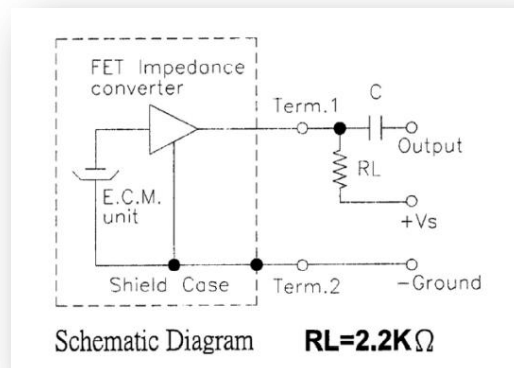 FET Impedance
converter
Term.1
C
Output
RL
+Vs
E.C.M.
unit
Shield Case
Term.2
-Ground
Schematic Diagram
RL=2.2KΩ